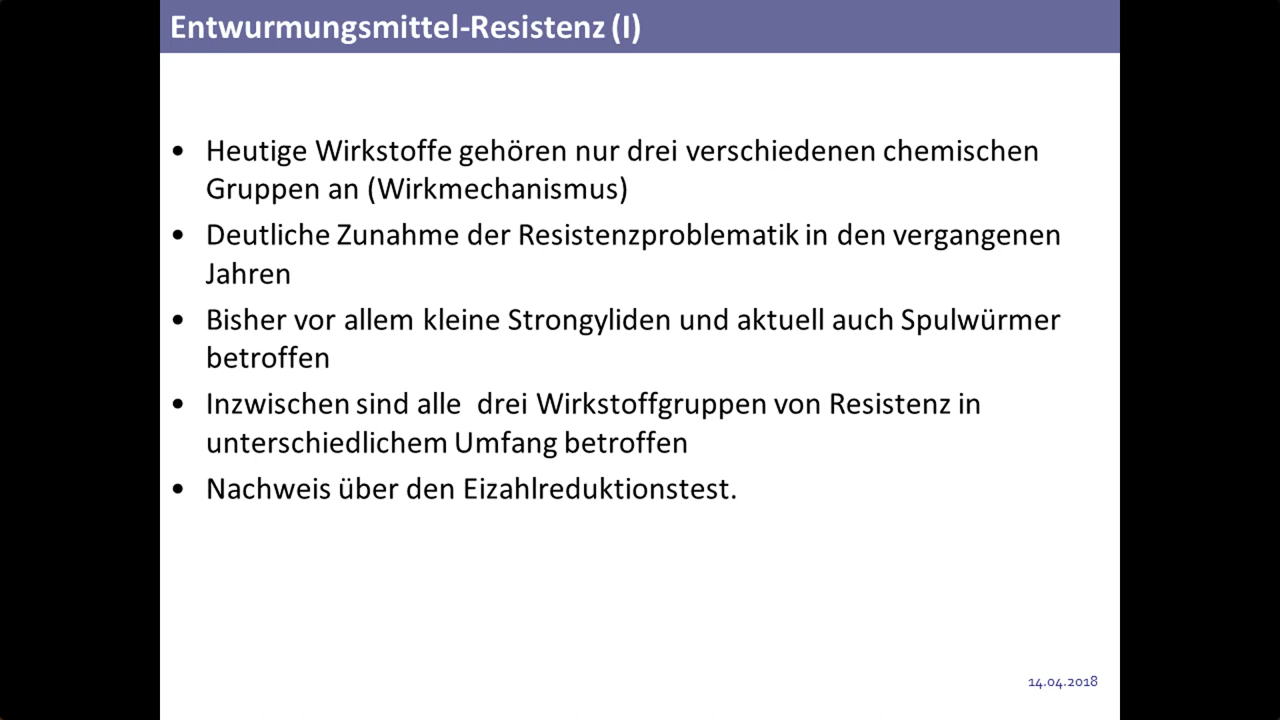 Entwurmungsmittel-Resistenz (I)
• Heutige Wirkstoffe gehören nur drei verschiedenen chemischen
Gruppen an (Wirkmechanismus)
• Deutliche Zunahme der Resistenzproblematik in den vergangenen
Jahren
• Bisher vor allem kleine Strongyliden und aktuell auch Spulwürmer
betroffen
• Inzwischen sind alle  drei Wirkstoffgruppen von Resistenz in
unterschiedlichem Umfang betroffen
• Nachweis über den Eizahlreduktionstest.
14.04.2018